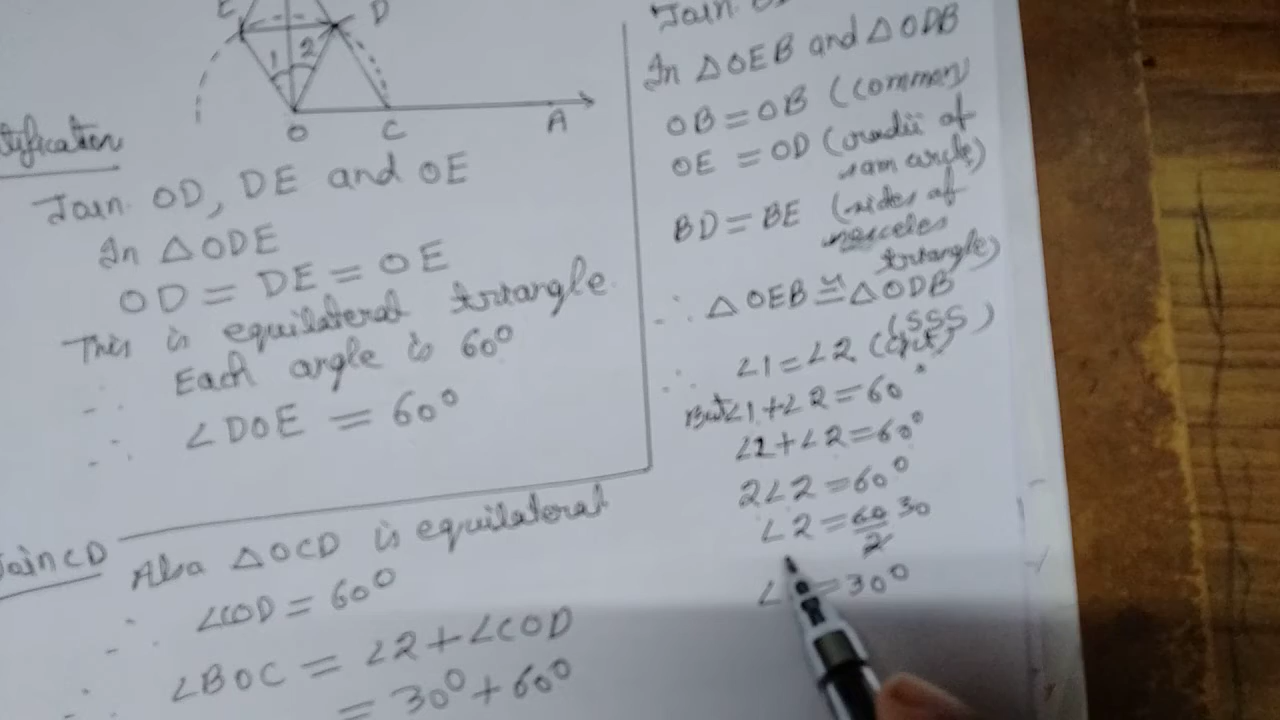 E
D
1
2
O
C
A
Join OD, DE and OE
In △ODE
OD = DE = OE
This is equilateral triangle
∴ Each angle is 60°
∴ ∠DOE = 60°
Join CD
Also △OCD is equilateral
∴ ∠COD = 60°
∴ ∠BOC = ∠2 + ∠COD
= 30° + 60°
Join
In △OEB and △ODB
OB = OB (common)
OE = OD (radii of
sam circle)
BD = BE (sides of
isosceles
triangle)
∴ △OEB ≅ △ODB
(SSS)
∴ ∠1 = ∠2 (cpct)
But ∠1 + ∠2 = 60°
∠2 + ∠2 = 60°
2∠2 = 60°
∠2 = 60/2 30
∠ = 30°